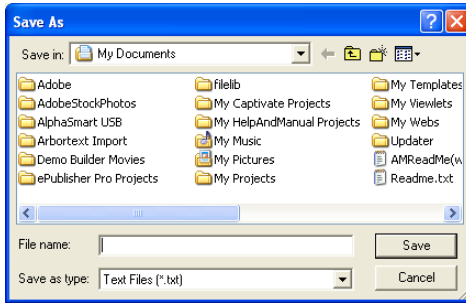 Save As
Save in: My Documents
Adobe
AdobeStockPhotos
AlphaSmart USB
Arbortext Import
Demo Builder Movies
ePublisher Pro Projects
filelib
My Captivate Projects
My HelpAndManual Projects
My Music
My Pictures
My Projects
My Templates
My Viewlets
My Webs
Updater
AMReadMe(w
Readme.txt
File name:
Save
Save as type: Text Files (*.txt)
Cancel